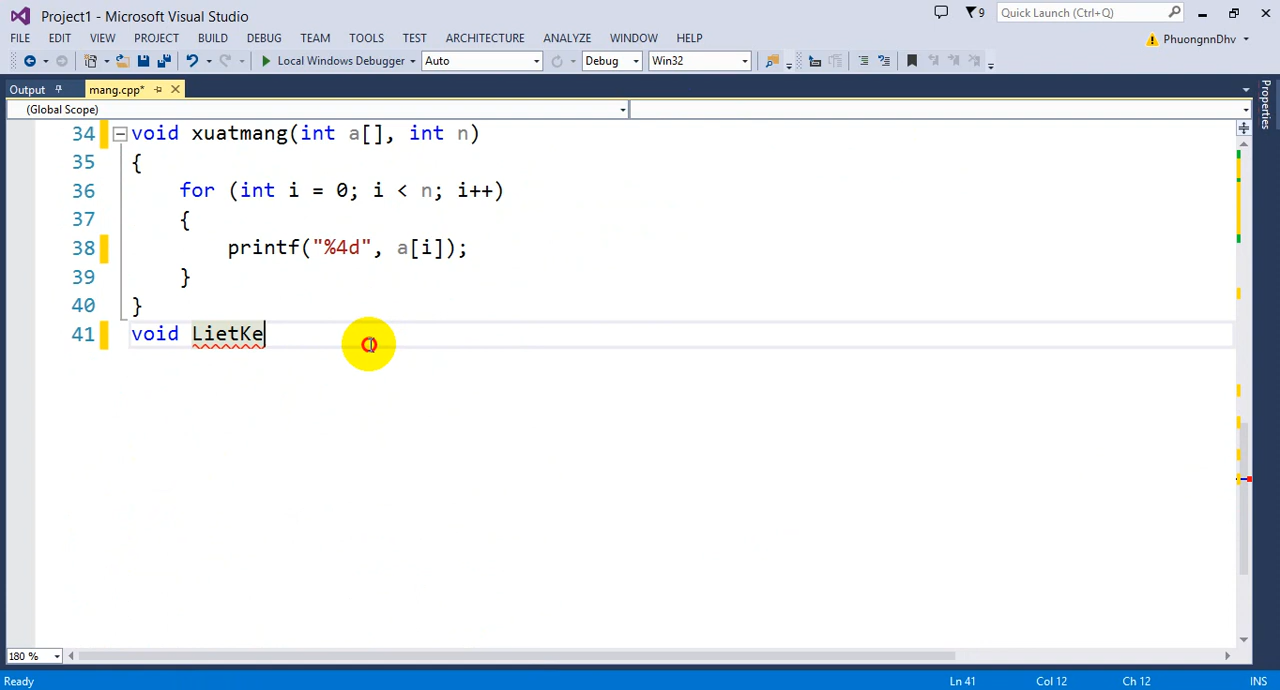 Project1 - Microsoft Visual Studio
9
Quick Launch (Ctrl+Q)
FILE EDIT VIEW PROJECT BUILD DEBUG TEAM TOOLS TEST ARCHITECTURE ANALYZE WINDOW HELP
PhuongnnDhv
Local Windows Debugger Auto Debug Win32
Output mang.cpp*
Properties
(Global Scope)
34 void xuatmang(int a[], int n)
35 {
36 for (int i = 0; i < n; i++)
37 {
38 printf("%4d", a[i]);
39 }
40 }
41 void LietKe
180 %
Ready Ln 41 Col 12 Ch 12 INS